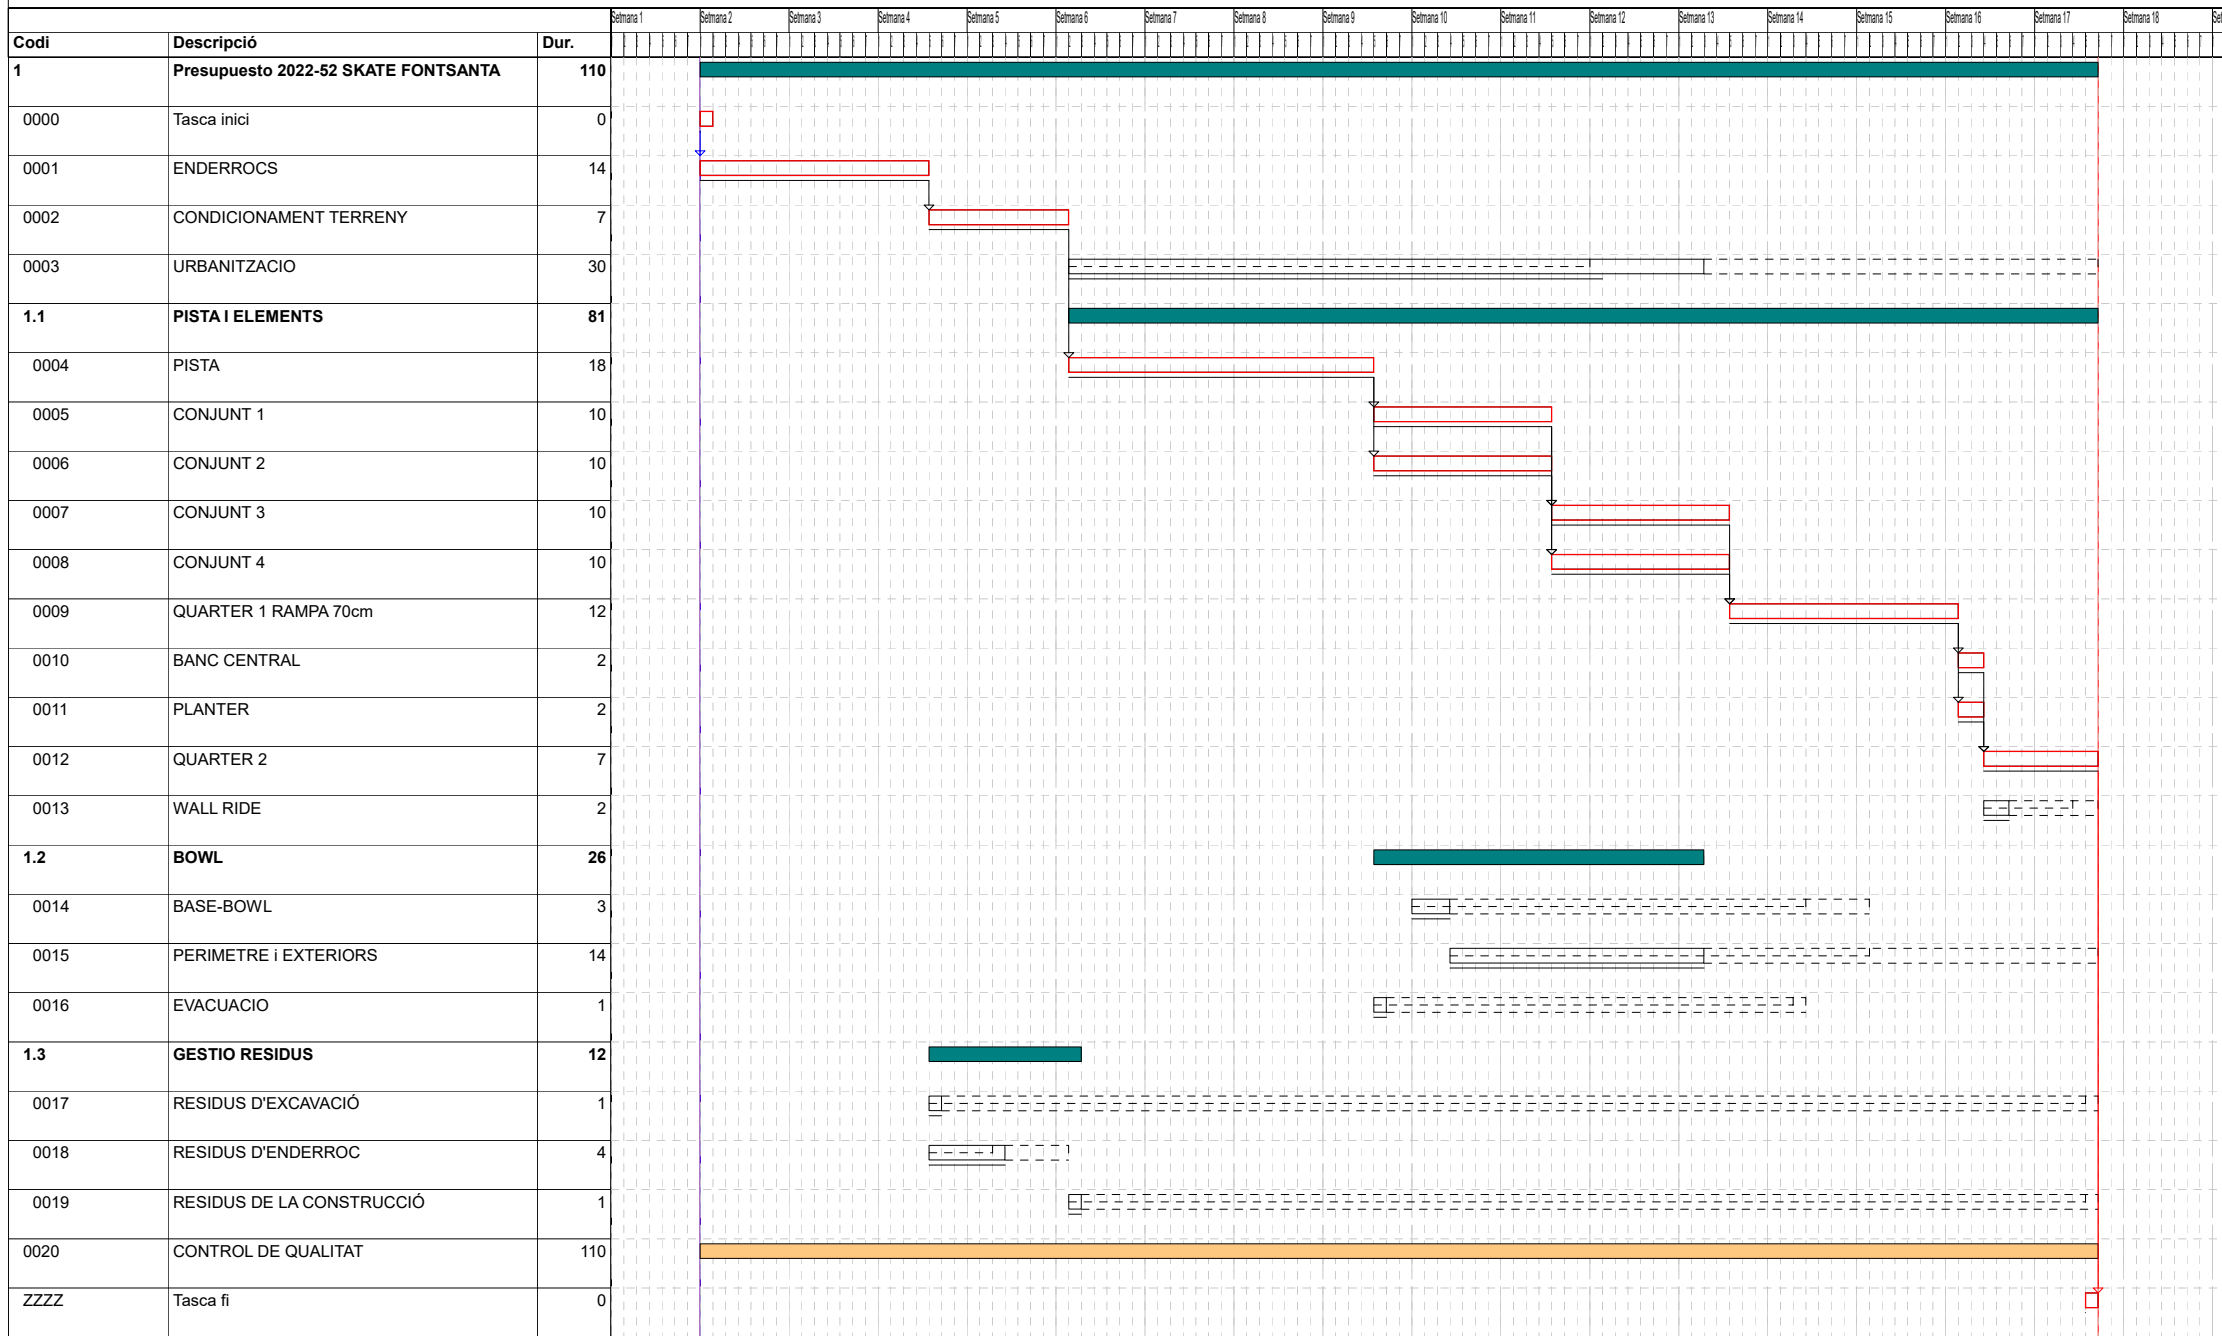 Setmana 1 Setmana 2 Setmana 3 Setmana 4 Setmana 5 Setmana 6 Setmana 7 Setmana 8 Setmana 9 Setmana 10 Setmana 11 Setmana 12 Setmana 13 Setmana 14 Setmana 15 Setmana 16 Setmana 17 Setmana 18
Codi Descripció Dur.
1 Presupuesto 2022-52 SKATE FONTSANTA 110
0000 Tasca inici 0
0001 ENDERROCS 14
0002 CONDICIONAMENT TERRENY 7
0003 URBANITZACIO 30
1.1 PISTA I ELEMENTS 81
0004 PISTA 18
0005 CONJUNT 1 10
0006 CONJUNT 2 10
0007 CONJUNT 3 10
0008 CONJUNT 4 10
0009 QUARTER 1 RAMPA 70cm 12
0010 BANC CENTRAL 2
0011 PLANTER 2
0012 QUARTER 2 7
0013 WALL RIDE 2
1.2 BOWL 26
0014 BASE-BOWL 3
0015 PERIMETRE i EXTERIORS 14
0016 EVACUACIO 1
1.3 GESTIO RESIDUS 12
0017 RESIDUS D'EXCAVACIÓ 1
0018 RESIDUS D'ENDERROC 4
0019 RESIDUS DE LA CONSTRUCCIÓ 1
0020 CONTROL DE QUALITAT 110
ZZZZ Tasca fi 0